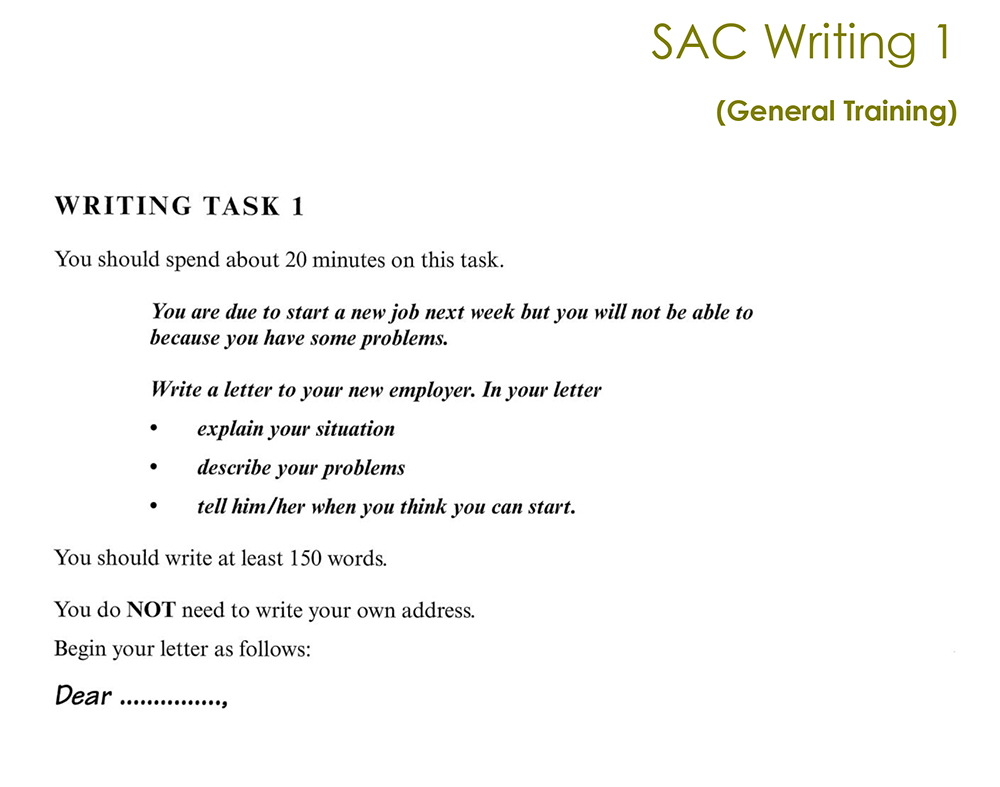 SAC Writing 1
(General Training)
WRITING TASK 1
You should spend about 20 minutes on this task.
You are due to start a new job next week but you will not be able to
because you have some problems.
Write a letter to your new employer. In your letter
• explain your situation
• describe your problems
• tell him/her when you think you can start.
You should write at least 150 words.
You do NOT need to write your own address.
Begin your letter as follows:
Dear ...............,